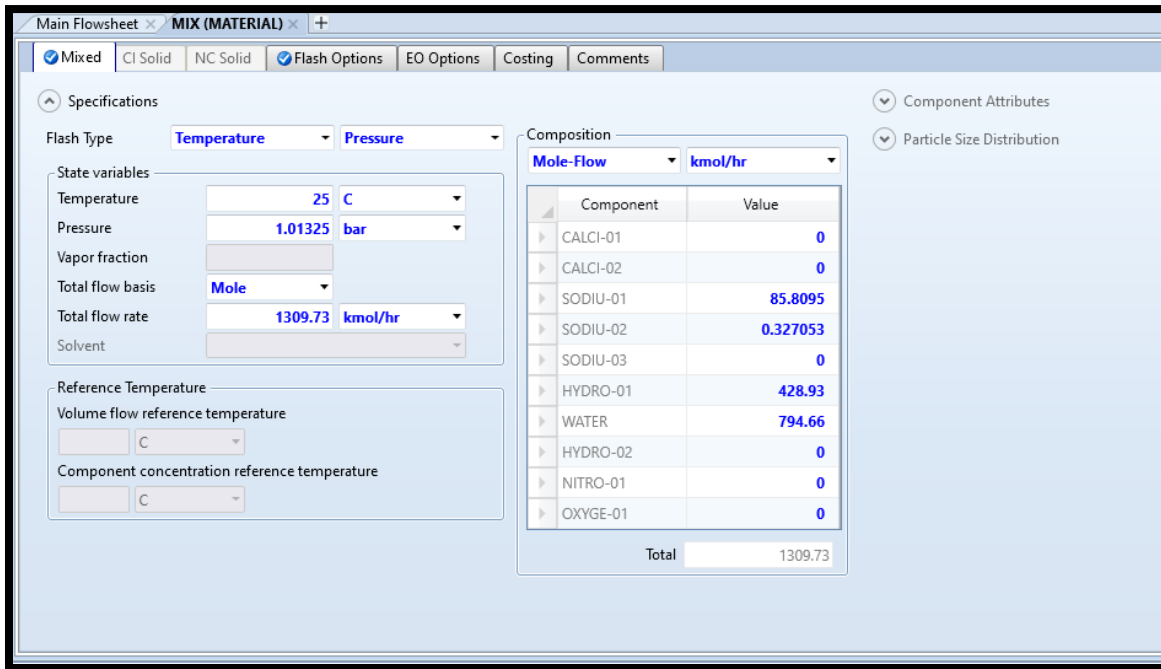 Main Flowsheet × MIX (MATERIAL) × +
Mixed CI Solid NC Solid Flash Options EO Options Costing Comments
Specifications
Flash Type Temperature Pressure
State variables
Temperature 25 C
Pressure 1.01325 bar
Vapor fraction
Total flow basis Mole
Total flow rate 1309.73 kmol/hr
Solvent
Reference Temperature
Volume flow reference temperature
C
Component concentration reference temperature
C
Composition
Mole-Flow kmol/hr
Component Value
CALCI-01 0
CALCI-02 0
SODIU-01 85.8095
SODIU-02 0.327053
SODIU-03 0
HYDRO-01 428.93
WATER 794.66
HYDRO-02 0
NITRO-01 0
OXYGE-01 0
Total 1309.73
Component Attributes
Particle Size Distribution